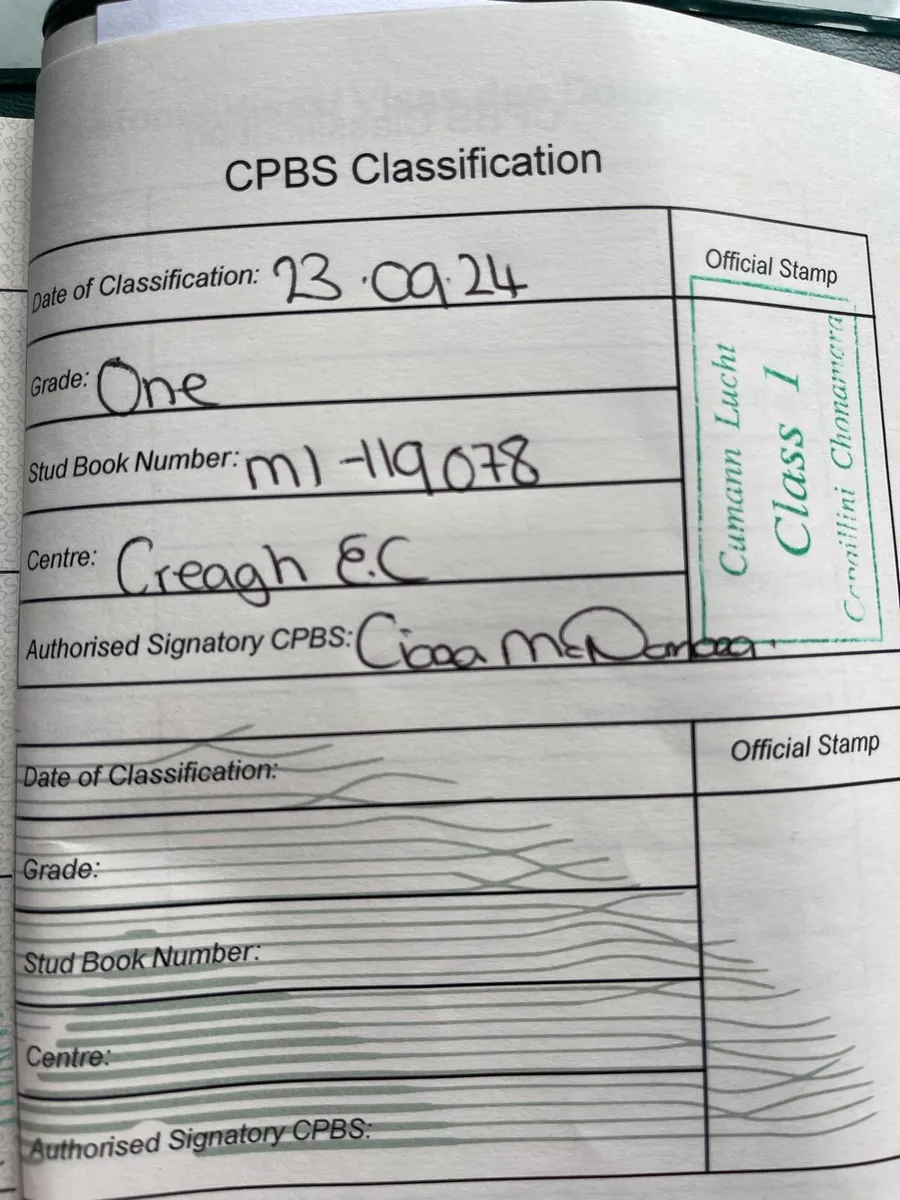 CPBS Classification
Date of Classification: 23.09.24
Official Stamp
Grade: One
Stud Book Number: M1-119078
Centre: Creagh E.C
Authorised Signatory CPBS:
Cumann Lucht
Class 1
Capaillini Chonamara
Date of Classification:
Official Stamp
Grade:
Stud Book Number:
Centre:
Authorised Signatory CPBS: